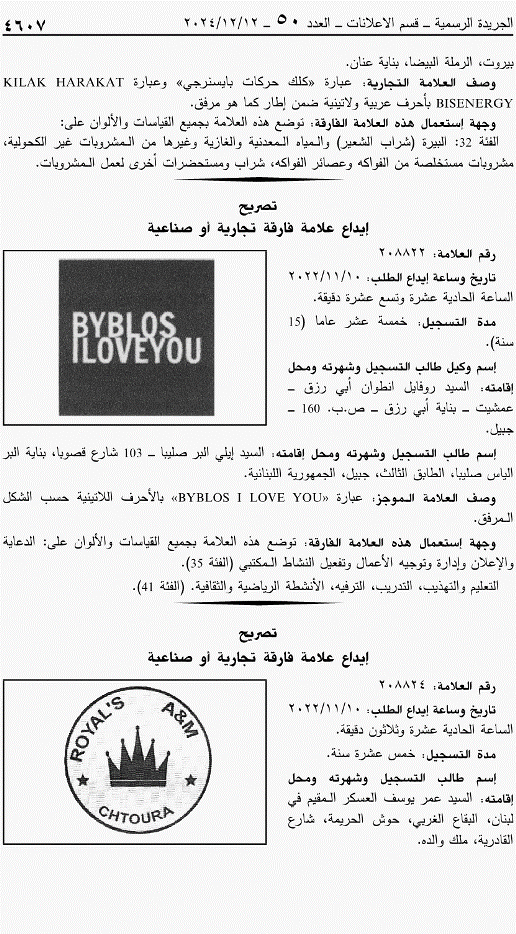 الجريدة الرسمية – قسم الاعلانات – العدد ٥٠ – ٢٠٢٤/١٢/١٢
٤٦٠٧
بيروت، الرملة البيضا، بناية عنان.
وصف العلامة التجارية: عبارة «كلك حركات بايسنرجي» وعبارة KILAK HARAKAT
BISENERGY بأحرف عربية ولاتينية ضمن إطار كما هو مرفق.
وجهة إستعمال هذه العلامة الفارقة: توضع هذه العلامة بجميع القياسات والألوان على:
الفئة 32: البيرة (شراب الشعير) والمياه المعدنية والغازية وغيرها من المشروبات غير الكحولية،
مشروبات مستخلصة من الفواكه وعصائر الفواكه، شراب ومستحضرات أخرى لعمل المشروبات.
تصريح
إيداع علامة فارقة تجارية أو صناعية
رقم العلامة: ٢٠٨٨٢٢
تاريخ وساعة إيداع الطلب: ٢٠٢٢/١١/١٠
الساعة الحادية عشرة وتسع عشرة دقيقة.
مدة التسجيل: خمسة عشر عاما (15
سنة).
إسم وكيل طالب التسجيل وشهرته ومحل
إقامته: السيد روفايل انطوان أبي رزق –
عمشيت – بناية أبي رزق – ص.ب. 160 –
جبيل.
BYBLOS
I LOVE YOU
إسم طالب التسجيل وشهرته ومحل إقامته: السيد إيلي البر صليبا – 103 شارع قصوبا، بناية البر
الياس صليبا، الطابق الثالث، جبيل، الجمهورية اللبنانية.
وصف العلامة الموجز: عبارة «BYBLOS I LOVE YOU» بالأحرف اللاتينية حسب الشكل
المرفق.
وجهة إستعمال هذه العلامة الفارقة: توضع هذه العلامة بجميع القياسات والألوان على: الدعاية
والإعلان وإدارة وتوجيه الأعمال وتفعيل النشاط المكتبي (الفئة 35).
التعليم والتهذيب، التدريب، الترفيه، الأنشطة الرياضية والثقافية. (الفئة 41).
تصريح
إيداع علامة فارقة تجارية أو صناعية
رقم العلامة: ٢٠٨٨٢٤
تاريخ وساعة إيداع الطلب: ٢٠٢٢/١١/١٠
الساعة الحادية عشرة وثلاثون دقيقة.
مدة التسجيل: خمس عشرة سنة.
إسم طالب التسجيل وشهرته ومحل
إقامته: السيد عمر يوسف العسكر المقيم في
لبنان، البقاع الغربي، حوش الحريمة، شارع
القادرية، ملك والده.
ROYAL'S A&M
CHTOURA